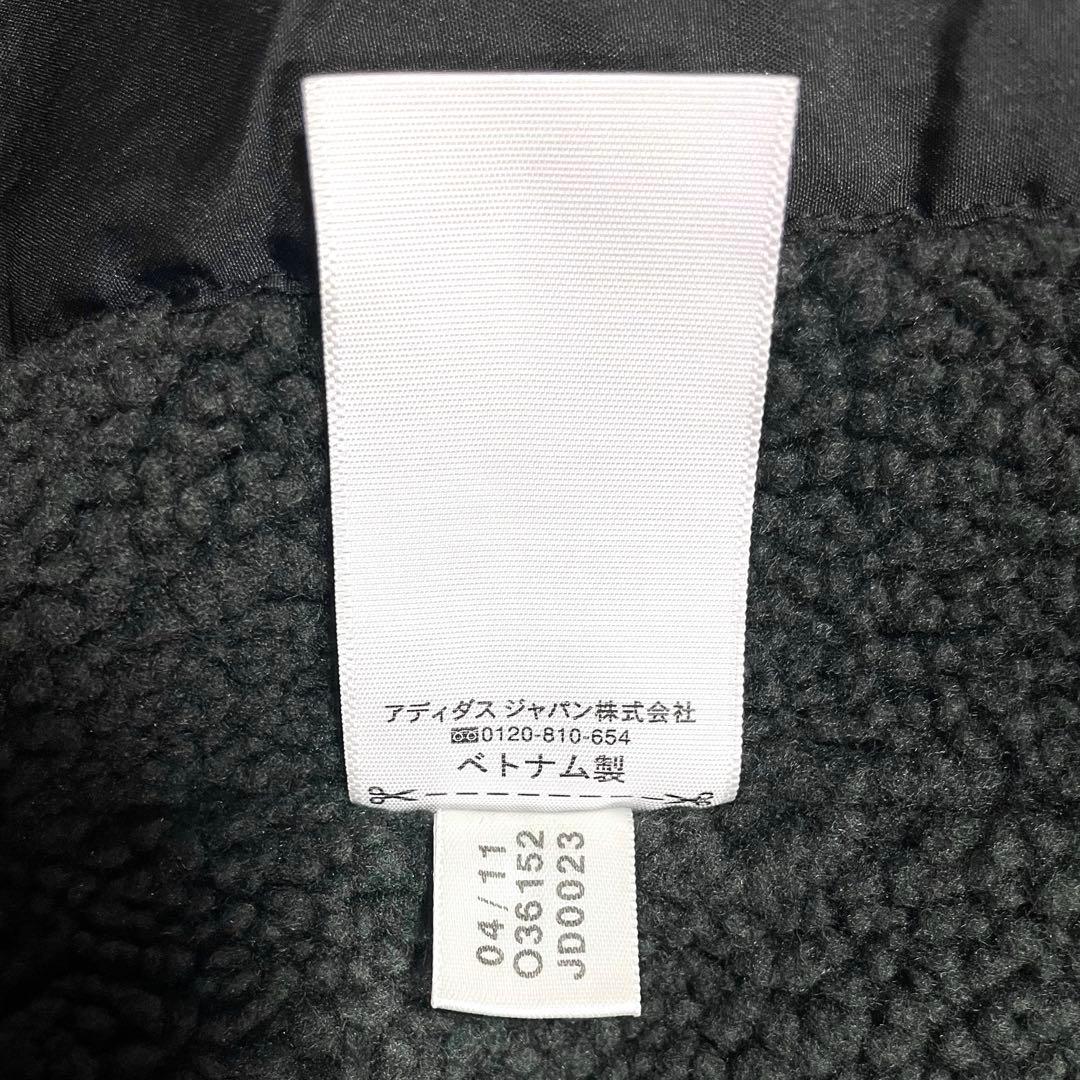 アディダス ジャパン株式会社
0120-810-654
ベトナム製
04/11
O36152
JD0023